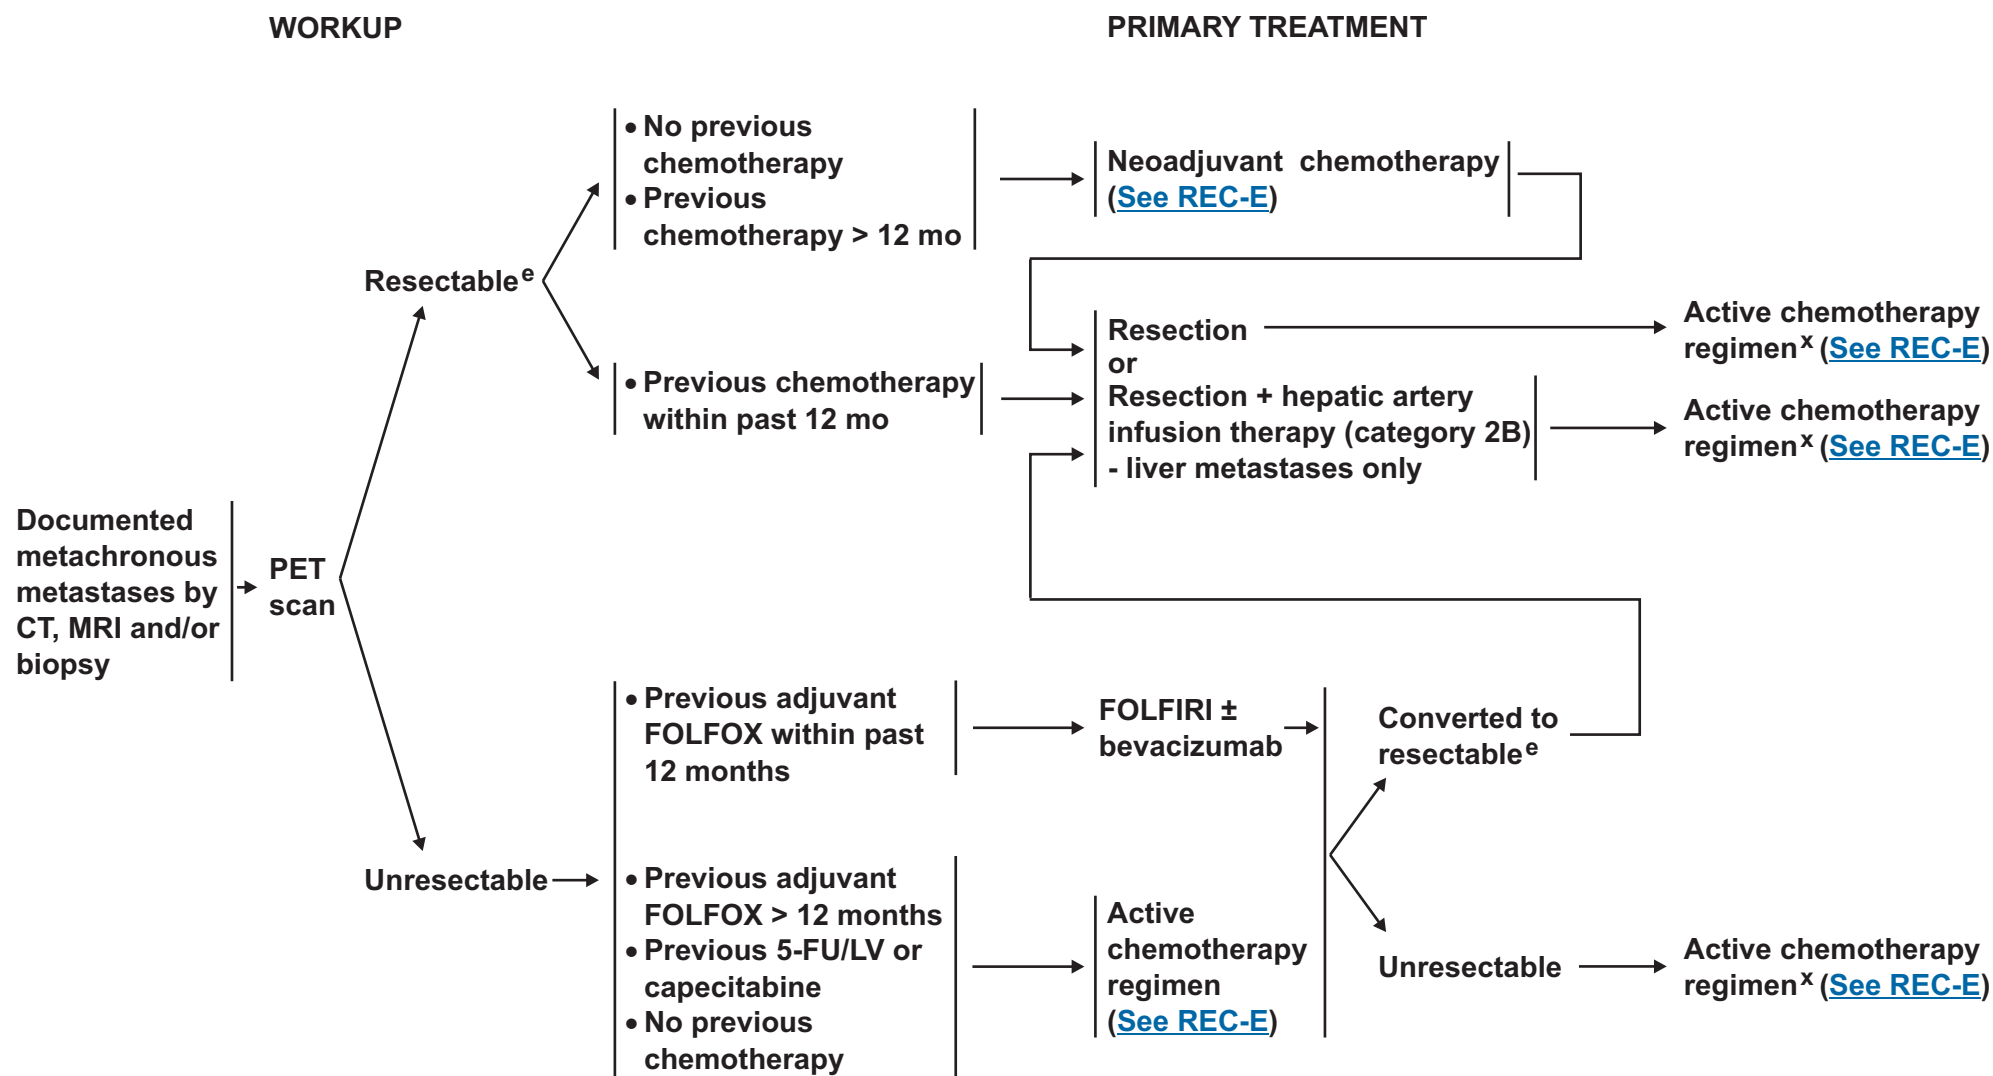 WORKUP
PRIMARY TREATMENT
• No previous
chemotherapy
• Previous
chemotherapy > 12 mo
Neoadjuvant chemotherapy
(See REC-E)
Resectable e
• Previous chemotherapy
within past 12 mo
Resection
or
Resection + hepatic artery
infusion therapy (category 2B)
- liver metastases only
Active chemotherapy
regimen x (See REC-E)
Active chemotherapy
regimen x (See REC-E)
Documented
metachronous
metastases by
CT, MRI and/or
biopsy
PET
scan
• Previous adjuvant
FOLFOX within past
12 months
FOLFIRI ±
bevacizumab
Converted to
resectable e
Unresectable
• Previous adjuvant
FOLFOX > 12 months
• Previous 5-FU/LV or
capecitabine
• No previous
chemotherapy
Active
chemotherapy
regimen
(See REC-E)
Unresectable
Active chemotherapy
regimen x (See REC-E)